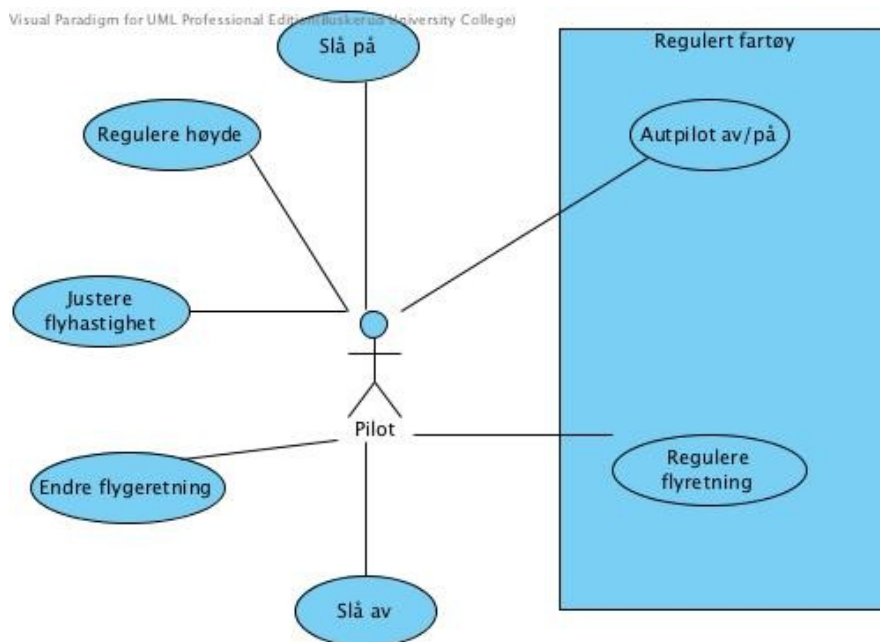 Visual Paradigm for UML Professional Edition(Buskerud University College)
Slå på
Regulert fartøy
Regulere høyde
Autpilot av/på
Justere
flyhastighet
Pilot
Endre flygeretning
Regulere
flyretning
Slå av